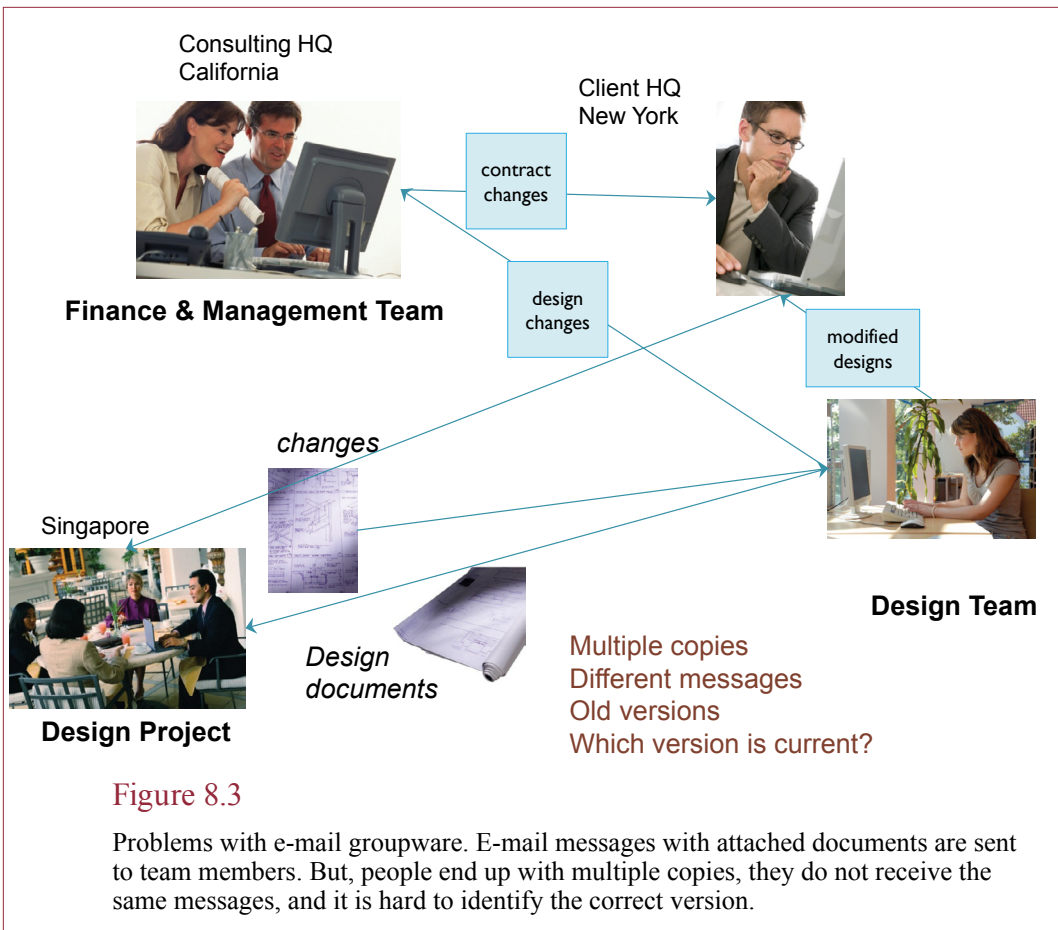 Consulting HQ
California
Client HQ
New York
contract
changes
Finance & Management Team
design
changes
modified
designs
changes
Singapore
Design Team
Design
documents
Multiple copies
Different messages
Old versions
Which version is current?
Design Project
Figure 8.3
Problems with e-mail groupware. E-mail messages with attached documents are sent
to team members. But, people end up with multiple copies, they do not receive the
same messages, and it is hard to identify the correct version.